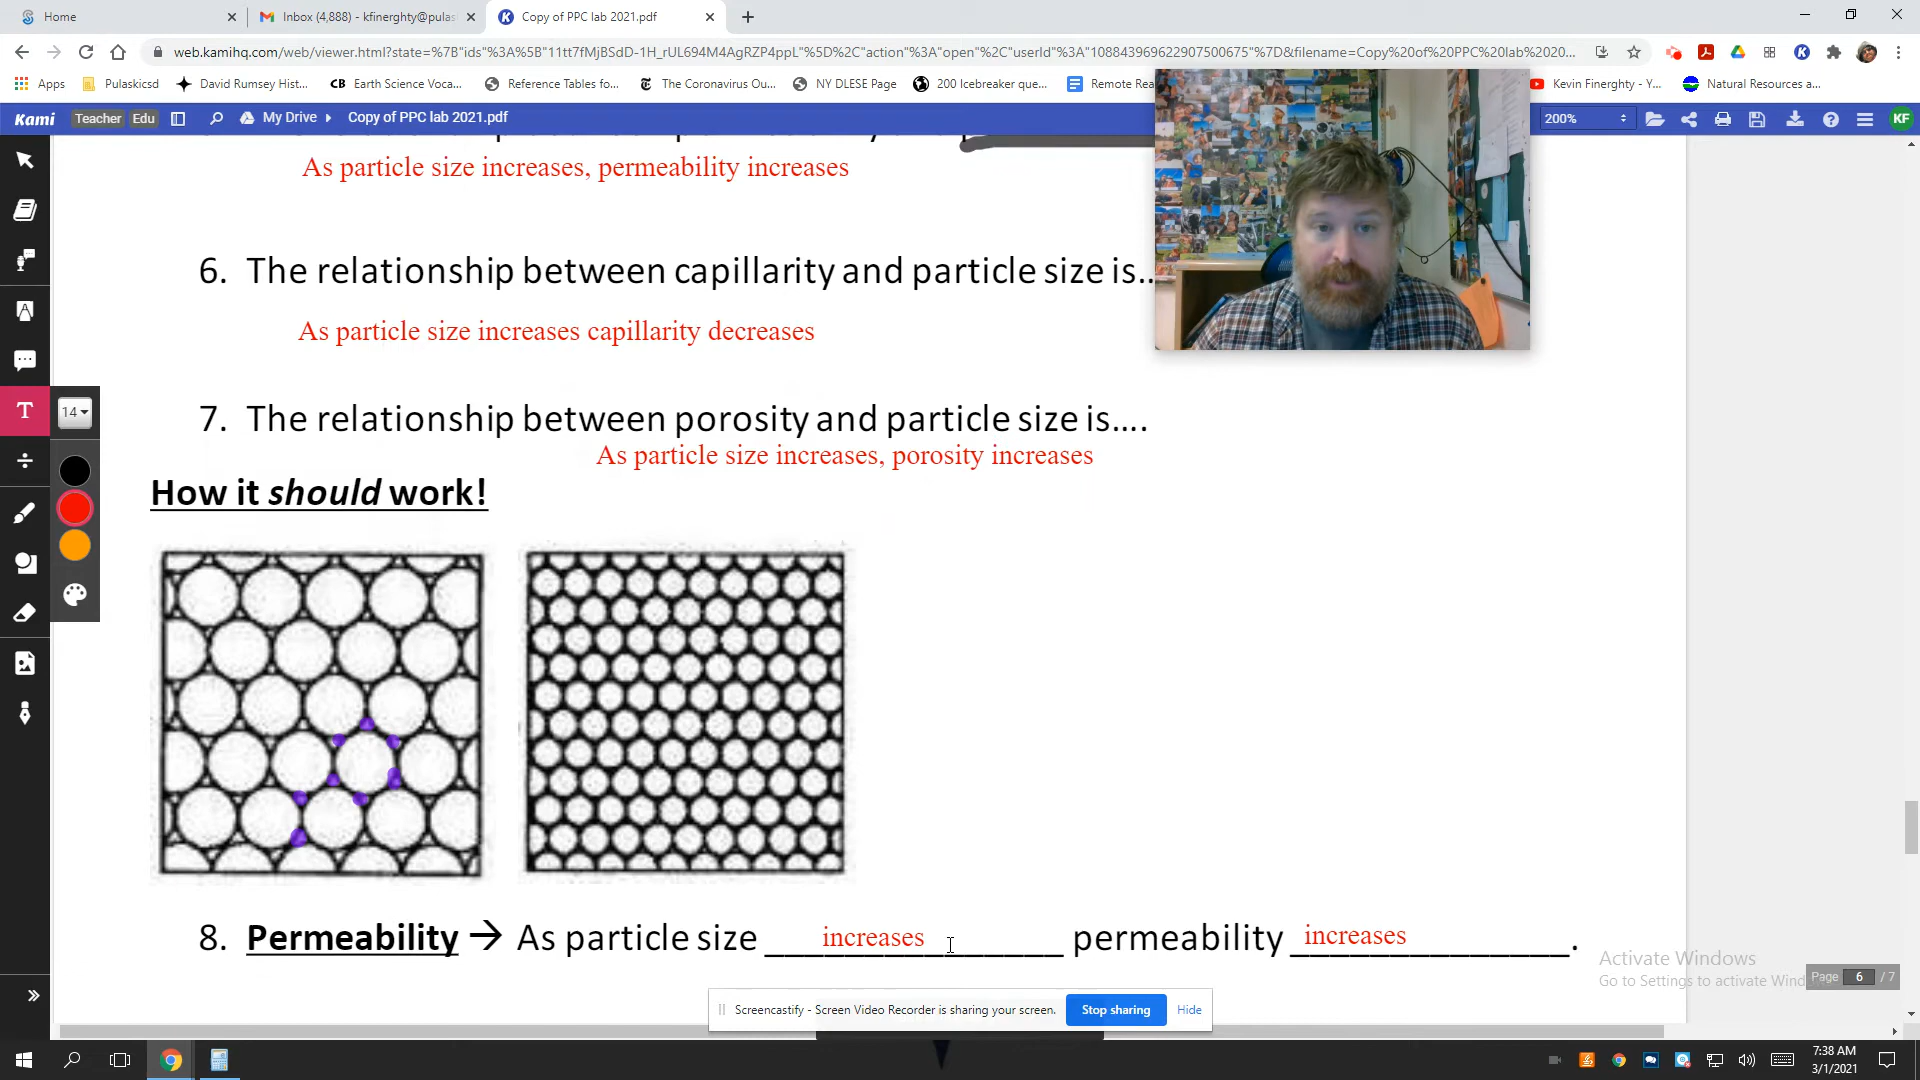 Home
Inbox (4,888) - kfinerghty@pulas
Copy of PPC lab 2021.pdf
web.kamihq.com/web/viewer.html?state=%7B"ids"%3A%5B"11tt7fMjBSdD-1H_rUL694M4AgRZP4ppL"%5D%2C"action"%3A"open"%2C"userId"%3A"108843969622907500675"%7D&filename=Copy%20of%20PPC%20lab%2020...
Apps
Pulaskicsd
David Rumsey Hist...
CB Earth Science Voca...
Reference Tables fo...
The Coronavirus Ou...
NY DLESE Page
200 Icebreaker que...
Remote Rea
Kevin Finerghty - Y...
Natural Resources a...
Kami Teacher Edu
My Drive
Copy of PPC lab 2021.pdf
200%
KF
As particle size increases, permeability increases
6. The relationship between capillarity and particle size is..
As particle size increases capillarity decreases
14
7. The relationship between porosity and particle size is....
As particle size increases, porosity increases
How it should work!
8. Permeability → As particle size ______increases______ permeability increases______.
Activate Windows
Go to Settings to activate Wind
Page 6 / 7
Screencastify - Screen Video Recorder is sharing your screen.
Stop sharing
Hide
7:38 AM
3/1/2021